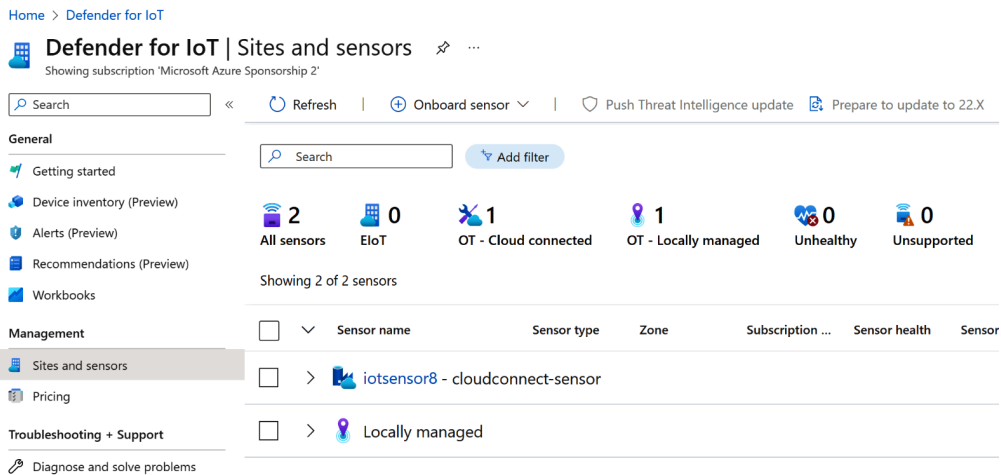 Home > Defender for IoT
Defender for IoT | Sites and sensors
Showing subscription 'Microsoft Azure Sponsorship 2'
Search
Refresh | Onboard sensor | Push Threat Intelligence update Prepare to update to 22.X
General
Getting started
Device inventory (Preview)
Alerts (Preview)
Recommendations (Preview)
Workbooks
Management
Sites and sensors
Pricing
Troubleshooting + Support
Diagnose and solve problems
Search Add filter
2 0 1 1 0 0
All sensors EIoT OT - Cloud connected OT - Locally managed Unhealthy Unsupported
Showing 2 of 2 sensors
Sensor name Sensor type Zone Subscription ... Sensor health Sensor
iotsensor8 - cloudconnect-sensor
Locally managed